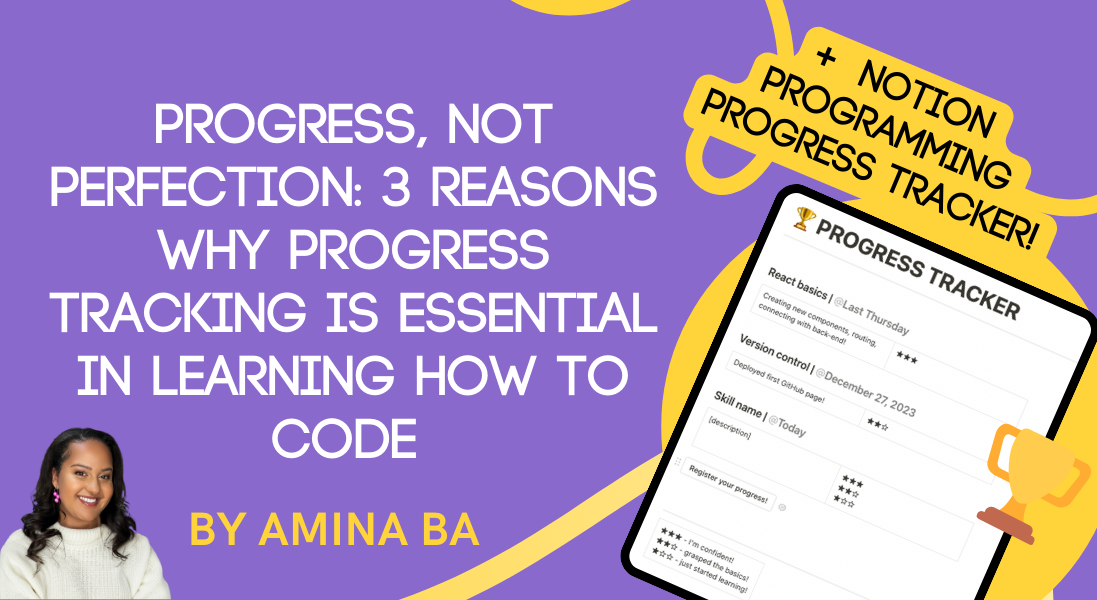 PROGRESS, NOT
PERFECTION: 3 REASONS
WHY PROGRESS
TRACKING IS ESSENTIAL
IN LEARNING HOW TO
CODE
BY AMINA BA
+ NOTION
PROGRAMMING
PROGRESS TRACKER!
🏆 PROGRESS TRACKER
React basics | @Last Thursday
Creating new components, routing,
connecting with back-end!
★★★
Version control | @December 27, 2023
Deployed first GitHub page!
★★☆
Skill name | @Today
[description]
★★★
★★☆
★☆☆
Register your progress!
★★★ - I'm confident!
★★☆ - grasped the basics!
★☆☆ - just started learning!